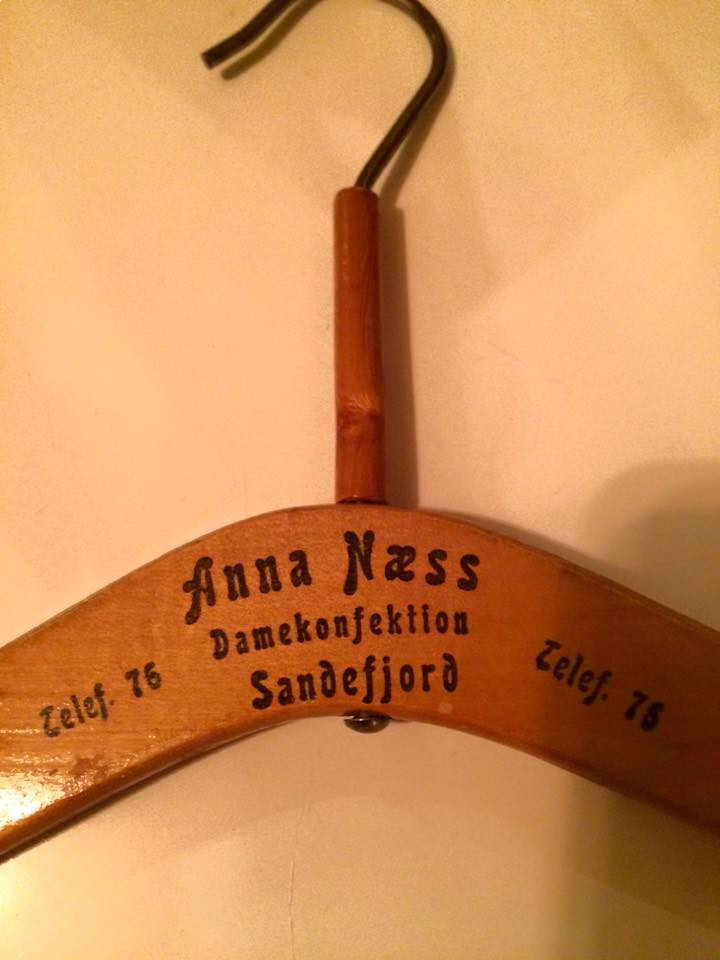 Anna Næss
Damekonfektion
Sandefjord
Telef. 76
Telef. 76